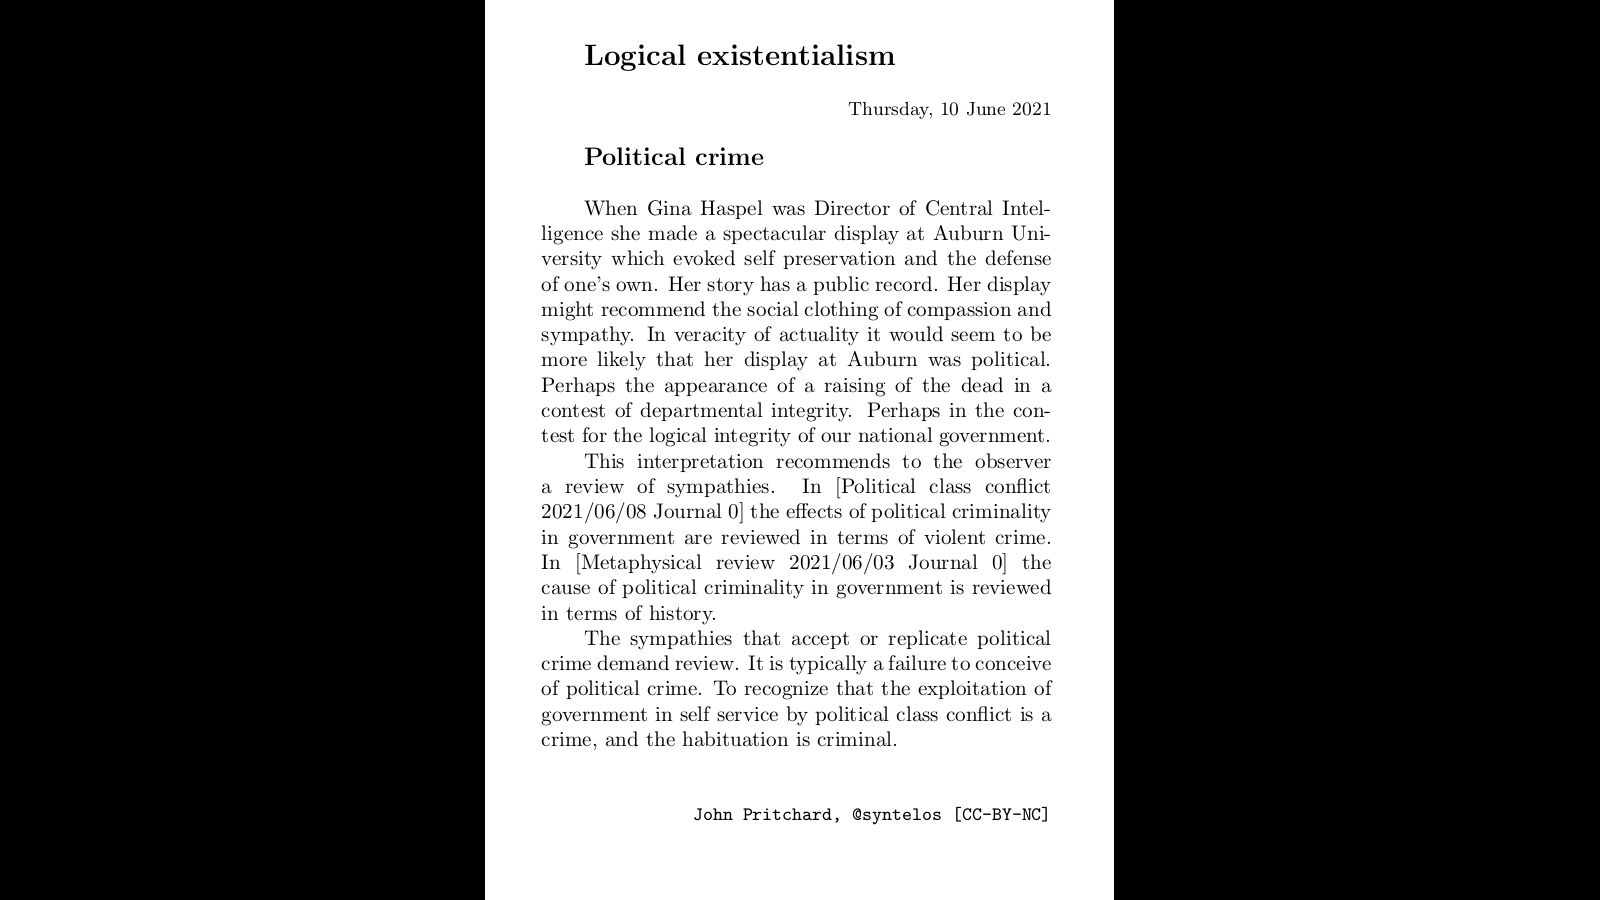 Logical existentialism
Thursday, 10 June 2021
Political crime
When Gina Haspel was Director of Central Intel-
ligence she made a spectacular display at Auburn Uni-
versity which evoked self preservation and the defense
of one's own. Her story has a public record. Her display
might recommend the social clothing of compassion and
sympathy. In veracity of actuality it would seem to be
more likely that her display at Auburn was political.
Perhaps the appearance of a raising of the dead in a
contest of departmental integrity. Perhaps in the con-
test for the logical integrity of our national government.
This interpretation recommends to the observer
a review of sympathies. In [Political class conflict
2021/06/08 Journal 0] the effects of political criminality
in government are reviewed in terms of violent crime.
In [Metaphysical review 2021/06/03 Journal 0] the
cause of political criminality in government is reviewed
in terms of history.
The sympathies that accept or replicate political
crime demand review. It is typically a failure to conceive
of political crime. To recognize that the exploitation of
government in self service by political class conflict is a
crime, and the habituation is criminal.
John Pritchard, @syntelos [CC-BY-NC]